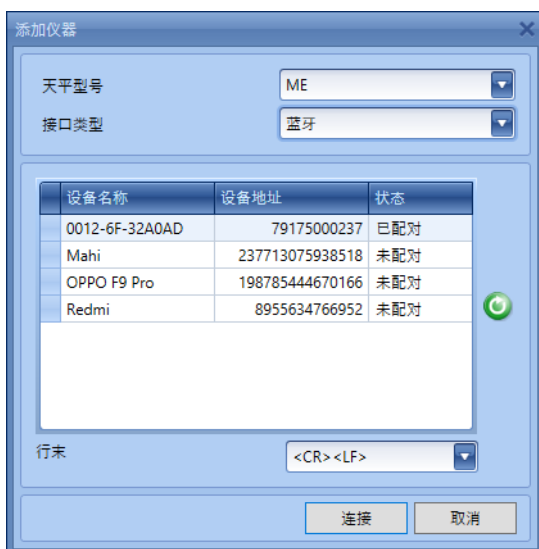 添加仪器
天平型号 ME
接口类型 蓝牙
设备名称 设备地址 状态
0012-6F-32A0AD 79175000237 已配对
Mahi 237713075938518 未配对
OPPO F9 Pro 198785444670166 未配对
Redmi 8955634766952 未配对
行末 <CR><LF>
连接 取消